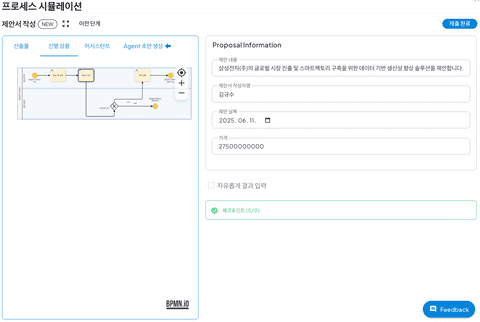 프로세스 시뮬레이션
제안서 작성 NEW 이전 단계
제출 완료
산출물 진행 상황 어시스턴트 Agent 초안 생성
BPMN.iO
Proposal Information
제안 내용
삼성전자(주)의 글로벌 시장 진출 및 스마트팩토리 구축을 위한 데이터 기반 생산성 향상 솔루션을 제안합니다.
제안서 작성자명
김규수
제안 날짜
2025. 06. 11.
가격
27500000000
자유롭게 결과 입력
체크포인트 (0/0)
Feedback